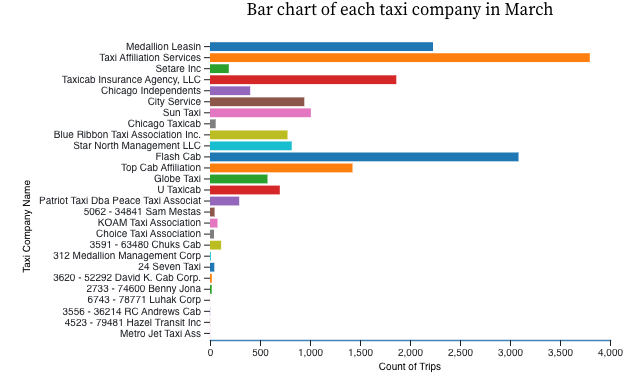 Bar chart of each taxi company in March
Medallion Leasin
Taxi Affiliation Services
Setare Inc
Taxicab Insurance Agency, LLC
Chicago Independents
City Service
Sun Taxi
Chicago Taxicab
Blue Ribbon Taxi Association Inc.
Star North Management LLC
Flash Cab
Top Cab Affiliation
Globe Taxi
U Taxicab
Patriot Taxi Dba Peace Taxi Associat
5062 - 34841 Sam Mestas
KOAM Taxi Association
Choice Taxi Association
3591 - 63480 Chuks Cab
312 Medallion Management Corp
24 Seven Taxi
3620 - 52292 David K. Cab Corp.
2733 - 74600 Benny Jona
6743 - 78771 Luhak Corp
3556 - 36214 RC Andrews Cab
4523 - 79481 Hazel Transit Inc
Metro Jet Taxi Ass
Taxi Company Name
0 500 1,000 1,500 2,000 2,500 3,000 3,500 4,000
Count of Trips